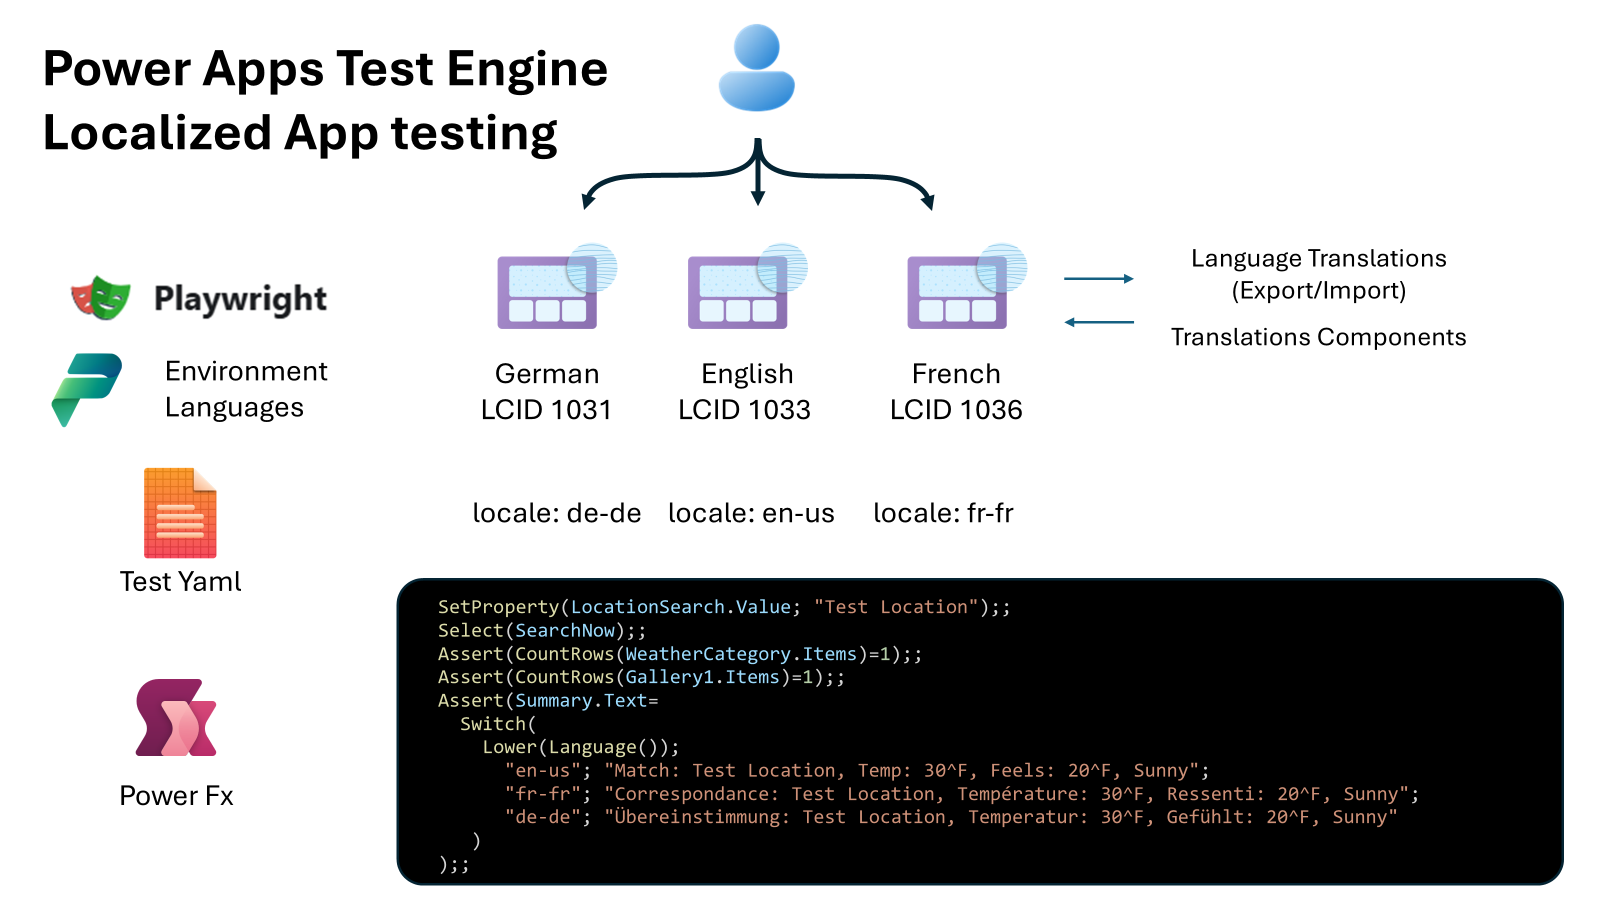 Power Apps Test Engine
Localized App testing
Playwright
Environment
Languages
German
LCID 1031
English
LCID 1033
French
LCID 1036
Language Translations
(Export/Import)
Translations Components
Test Yaml
locale: de-de
locale: en-us
locale: fr-fr
Power Fx
SetProperty(LocationSearch.Value; "Test Location");;
Select(SearchNow);;
Assert(CountRows(WeatherCategory.Items)=1);;
Assert(CountRows(Gallery1.Items)=1);;
Assert(Summary.Text=
Switch(
Lower(Language());
"en-us"; "Match: Test Location, Temp: 30^F, Feels: 20^F, Sunny";
"fr-fr"; "Correspondance: Test Location, Température: 30^F, Ressenti: 20^F, Sunny";
"de-de"; "Übereinstimmung: Test Location, Temperatur: 30^F, Gefühlt: 20^F, Sunny"
)
);;